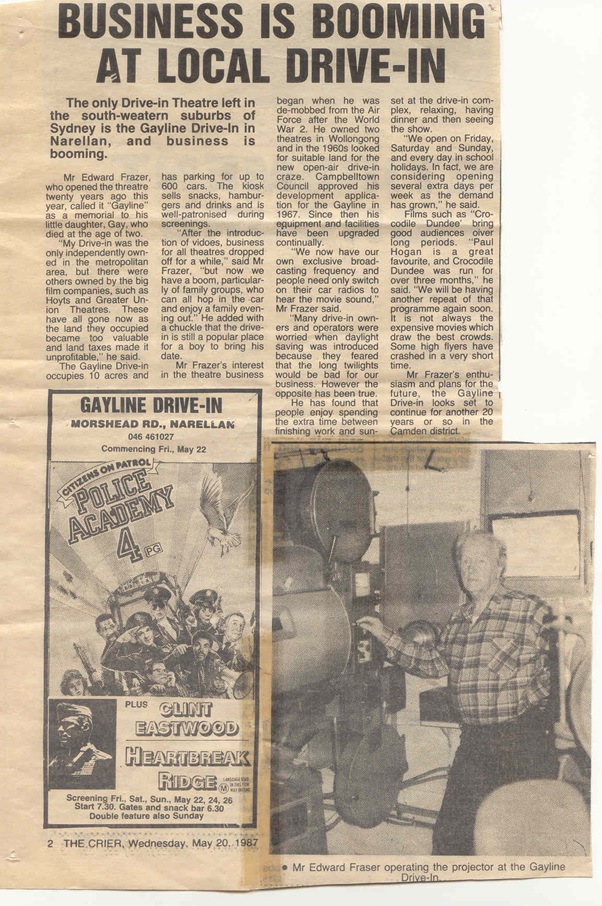 BUSINESS IS BOOMING
AT LOCAL DRIVE-IN
The only Drive-in Theatre left in
the south-weatern suburbs of
Sydney is the Gayline Drive-In in
Narellan, and business is
booming.
Mr Edward Frazer,
who opened the threatre
twenty years ago this
year, called it "Gayline"
as a memorial to his
little daughter, Gay, who
died at the age of two.
"My Drive-in was the
only independently own-
ed in the metropolitan
area, but there were
others owned by the big
film companies, such as
Hoyts and Greater Un-
ion Theatres. These
have all gone now as
the land they occupied
became too valuable
and land taxes made it
unprofitable," he said.
The Gayline Drive-in
occupies 10 acres and
has parking for up to
600 cars. The kiosk
sells snacks, hambur-
gers and drinks and is
well-patronised during
screenings.
"After the introduc-
tion of vidoes, business
for all theatres dropped
off for a while," said Mr
Frazer, "but now we
have a boom, particular-
ly of family groups, who
can all hop in the car
and enjoy a family even-
ing out." He added with
a chuckle that the drive-
in is still a popular place
for a boy to bring his
date.
Mr Frazer's interest
in the theatre business
began when he was
de-mobbed from the Air
Force after the World
War 2. He owned two
theatres in Wollongong
and in the 1960s looked
for suitable land for the
new open-air drive-in
craze. Campbelltown
Council approved his
development applica-
tion for the Gayline in
1967. Since then his
equipment and facilities
have been upgraded
continually.
"We now have our
own exclusive broad-
casting frequency and
people need only switch
on their car radios to
hear the movie sound,"
Mr Frazer said.
"Many drive-in own-
ers and operators were
worried when daylight
saving was introduced
because they feared
that the long twilights
would be bad for our
business. However the
opposite has been true.
He has found that
people enjoy spending
the extra time between
finishing work and sun-
set at the drive-in com-
plex, relaxing, having
dinner and then seeing
the show.
"We open on Friday,
Saturday and Sunday,
and every day in school
holidays. In fact, we are
considering opening
several extra days per
week as the demand
has grown," he said.
Films such as "Cro-
codile Dundee' bring
good audiences oiver
long periods. "Paul
Hogan is a great
favourite, and Crocodile
Dundee was run for
over three months," he
said. "We will be having
another repeat of that
programme again soon.
It is not always the
expensive movies which
draw the best crowds.
Some high flyers have
crashed in a very short
time.
Mr Frazer's enthu-
siasm and plans for the
future, the Gayline
Drive-in looks set to
continue for another 20
years or so in the
Camden district.
GAYLINE DRIVE-IN
MORSHEAD RD., NARELLAN
046 461027
Commencing Fri., May 22
CITIZENS ON PATROL
POLICE
ACADEMY
4 PG
PLUS CLINT
EASTWOOD
HEARTBREAK
RIDGE M
Screening Fri., Sat., Sun., May 22, 24, 26
Start 7.30. Gates and snack bar 6.30
Double feature also Sunday
2 THE CRIER, Wednesday, May 20, 1987
• Mr Edward Fraser operating the projector at the Gayline
Drive-In.